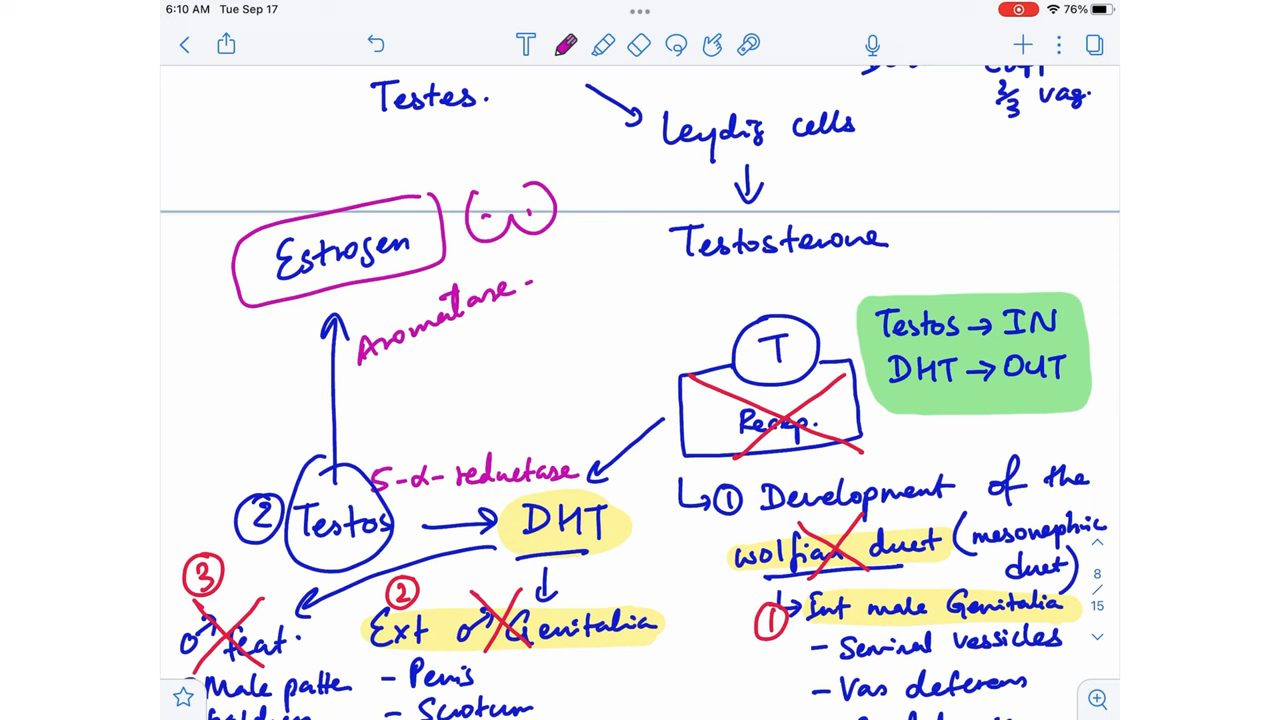 6:10 AM Tue Sep 17
76%
T
2/3 vag.
Testes.
Leydig cells
Testosterone
Estrogen
Aromatase.
Testos → IN
DHT → OUT
T
Recep.
5-α-reductase
② Testos → DHT
① Development of the
wolfian duct (mesonephric
duct)
8
/
15
③
♂ feat.
②
Ext ♂ Genitalia
①
Int male Genitalia
- Seminal vessicles
Male patten
- Penis
- Scrotum
- Vas deferens